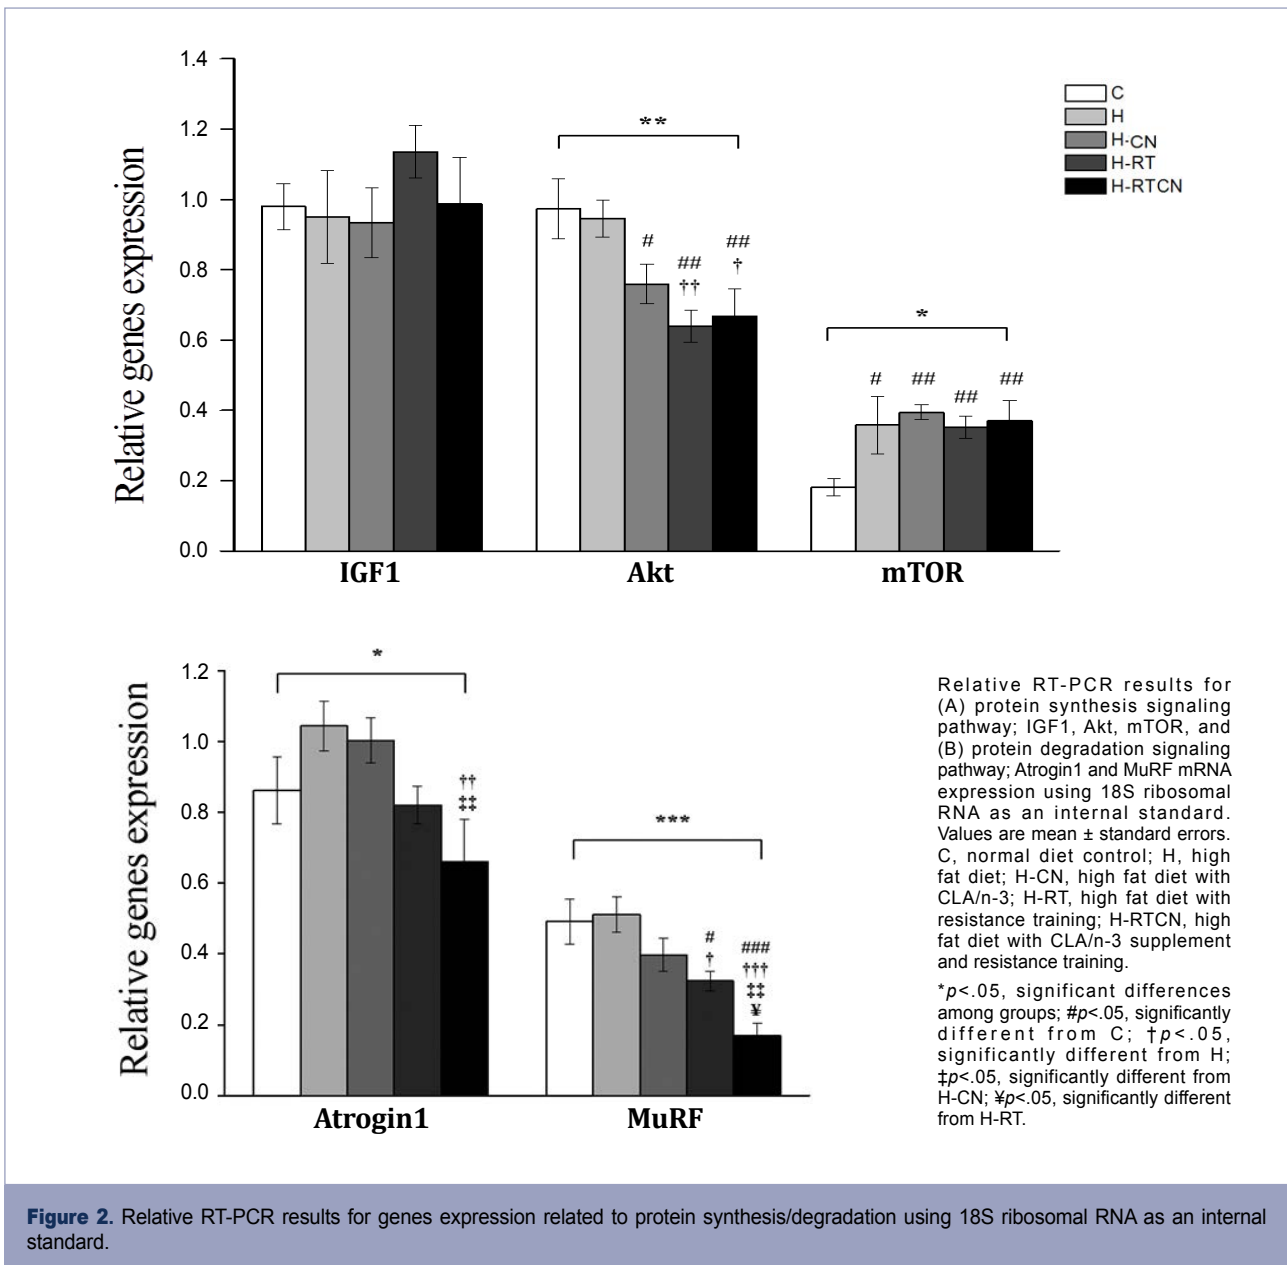 1.4
1.2
1.0
0.8
0.6
0.4
0.2
0.0
Relative genes expression
C
H
H-CN
H-RT
H-RTCN
**
#
##
††
##
†
*
#
##
##
##
IGF1 Akt mTOR
1.2
1.0
0.8
0.6
0.4
0.2
0.0
Relative genes expression
*
††
‡‡
***
#
†
###
†††
‡‡
¥
Atrogin1 MuRF
Relative RT-PCR results for
(A) protein synthesis signaling
pathway; IGF1, Akt, mTOR, and
(B) protein degradation signaling
pathway; Atrogin1 and MuRF mRNA
expression using 18S ribosomal
RNA as an internal standard.
Values are mean ± standard errors.
C, normal diet control; H, high
fat diet; H-CN, high fat diet with
CLA/n-3; H-RT, high fat diet with
resistance training; H-RTCN, high
fat diet with CLA/n-3 supplement
and resistance training.
*p<.05, significant differences
among groups; #p<.05, significantly
different from C; †p<.05,
significantly different from H;
‡p<.05, significantly different from
H-CN; ¥p<.05, significantly different
from H-RT.
Figure 2. Relative RT-PCR results for genes expression related to protein synthesis/degradation using 18S ribosomal RNA as an internal
standard.